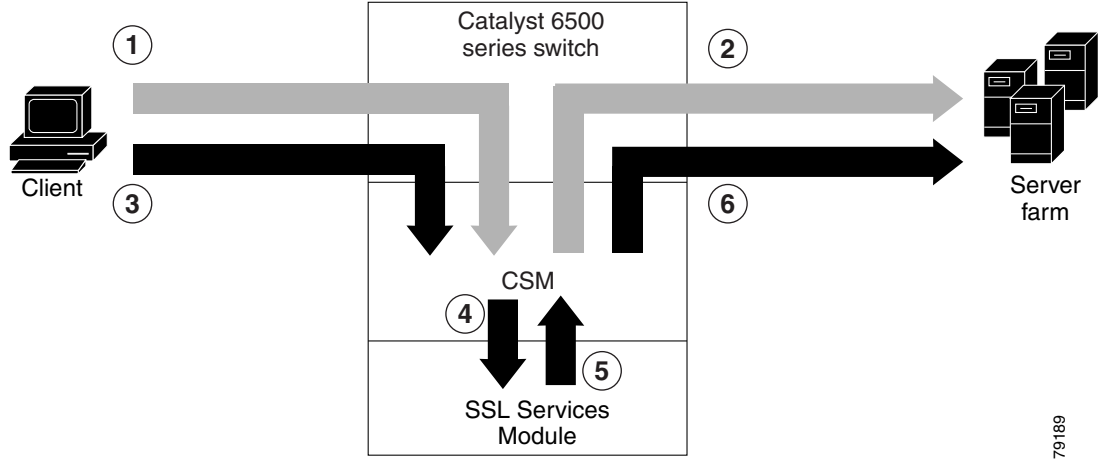 Catalyst 6500
series switch
1
2
Client
3
6
Server
farm
CSM
4
5
SSL Services
Module
79189